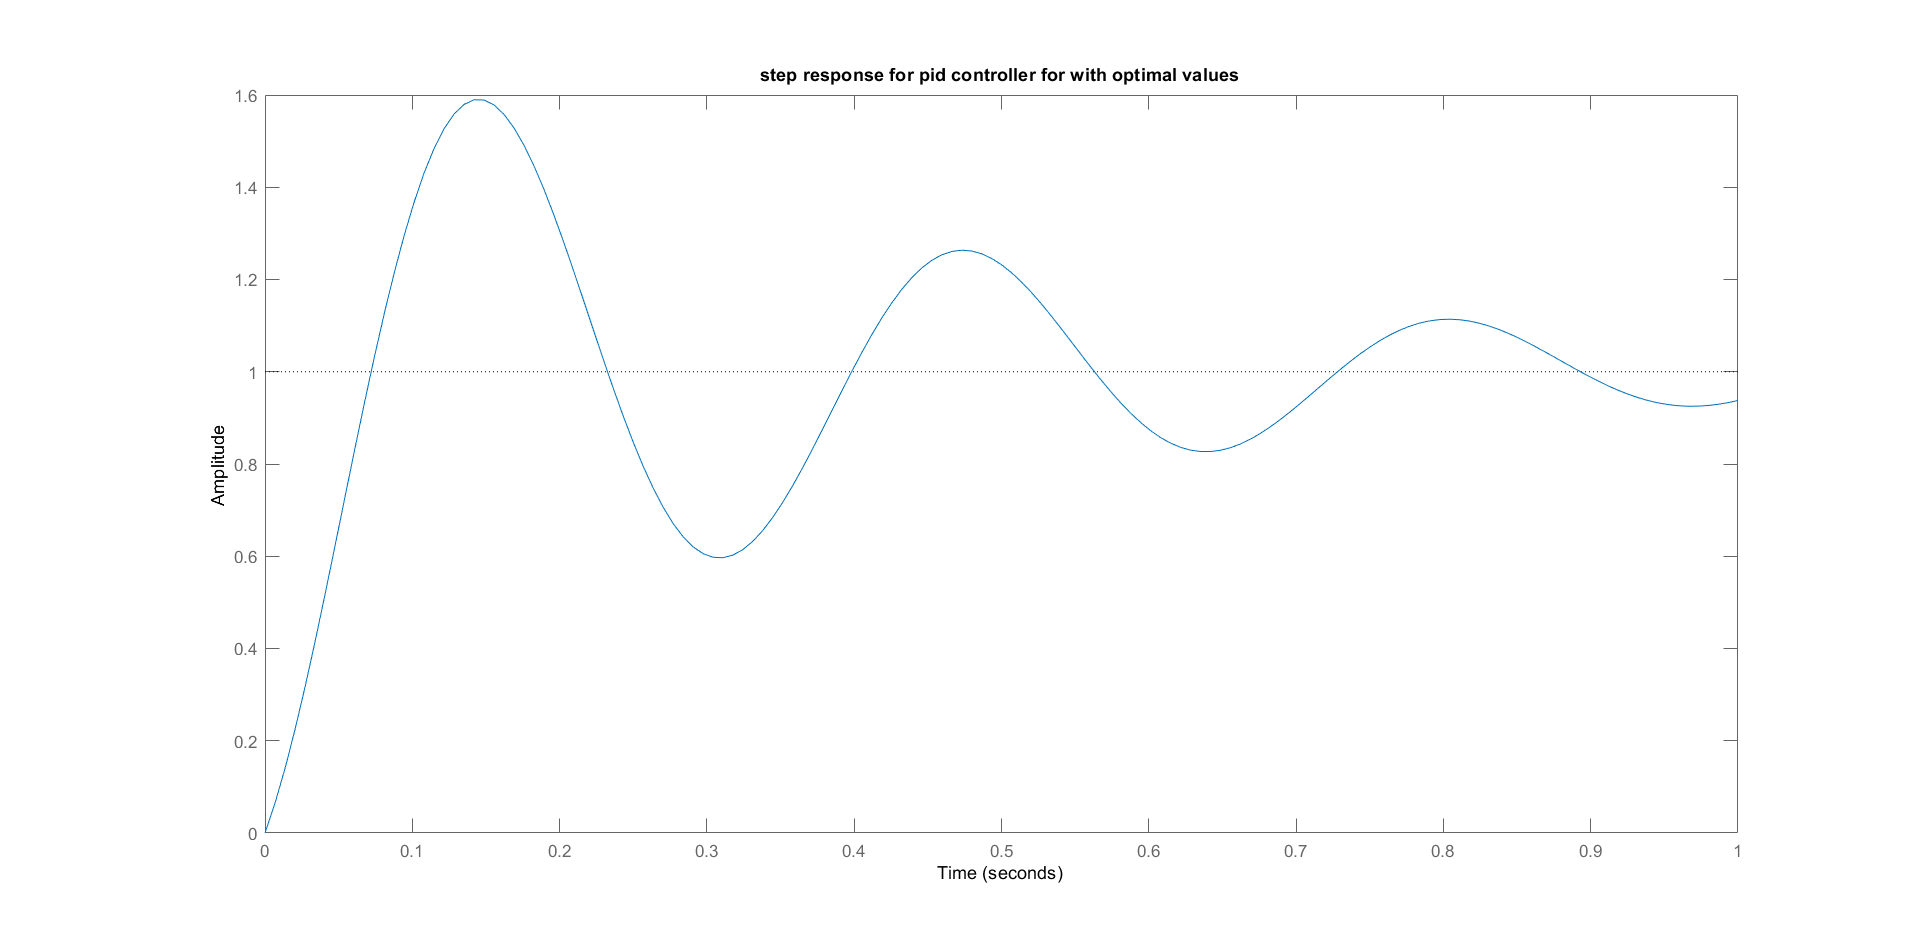 step response for pid controller for with optimal values
1.6
1.4
1.2
1
0.8
0.6
0.4
0.2
0
Amplitude
0 0.1 0.2 0.3 0.4 0.5 0.6 0.7 0.8 0.9 1
Time (seconds)